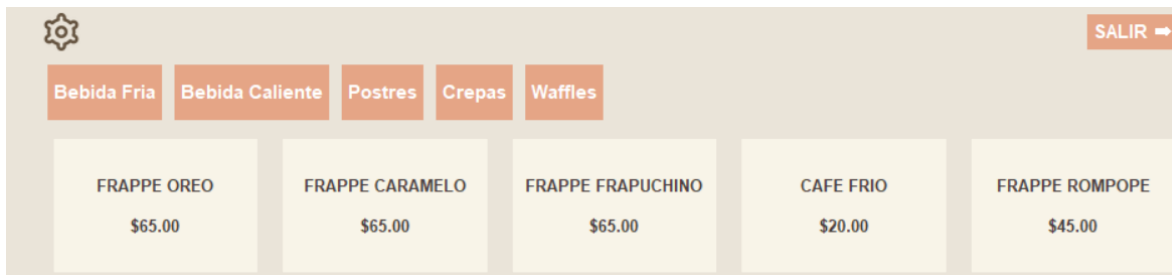 SALIR ➡
Bebida Fria Bebida Caliente Postres Crepas Waffles
FRAPPE OREO FRAPPE CARAMELO FRAPPE FRAPUCHINO CAFE FRIO FRAPPE ROMPOPE
$65.00 $65.00 $65.00 $20.00 $45.00